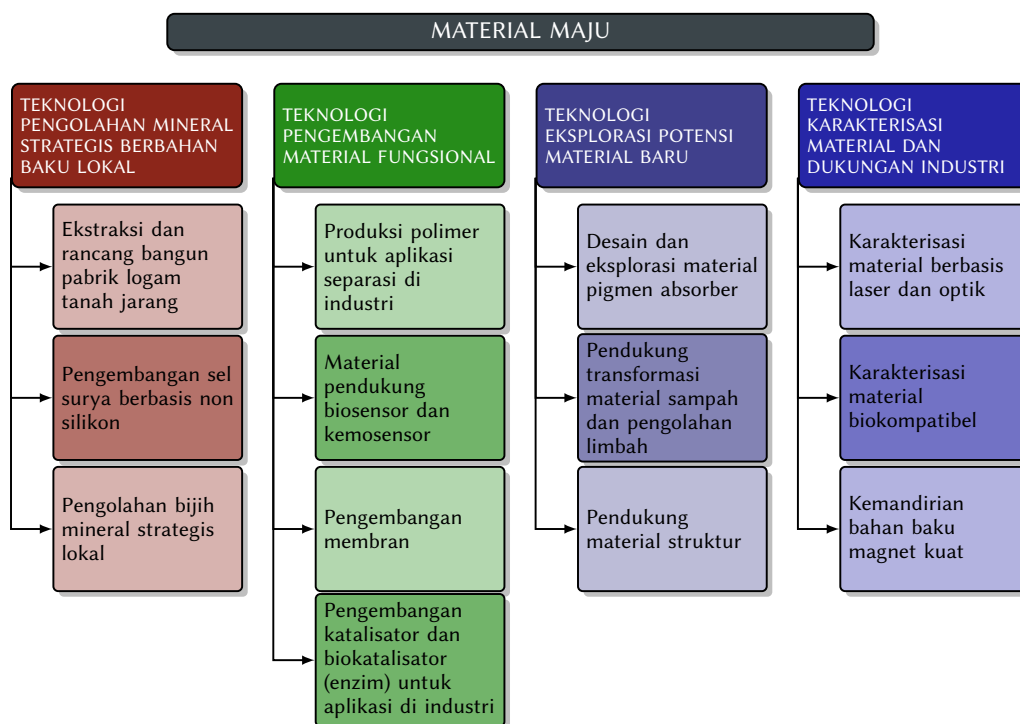 MATERIAL MAJU
TEKNOLOGI
PENGOLAHAN MINERAL
STRATEGIS BERBAHAN
BAKU LOKAL
Ekstraksi dan
rancang bangun
pabrik logam
tanah jarang
Pengembangan sel
surya berbasis non
silikon
Pengolahan bijih
mineral strategis
lokal
TEKNOLOGI
PENGEMBANGAN
MATERIAL FUNGSIONAL
Produksi polimer
untuk aplikasi
separasi di
industri
Material
pendukung
biosensor dan
kemosensor
Pengembangan
membran
Pengembangan
katalisator dan
biokatalisator
(enzim) untuk
aplikasi di industri
TEKNOLOGI
EKSPLORASI POTENSI
MATERIAL BARU
Desain dan
eksplorasi material
pigmen absorber
Pendukung
transformasi
material sampah
dan pengolahan
limbah
Pendukung
material struktur
TEKNOLOGI
KARAKTERISASI
MATERIAL DAN
DUKUNGAN INDUSTRI
Karakterisasi
material berbasis
laser dan optik
Karakterisasi
material
biokompatibel
Kemandirian
bahan baku
magnet kuat